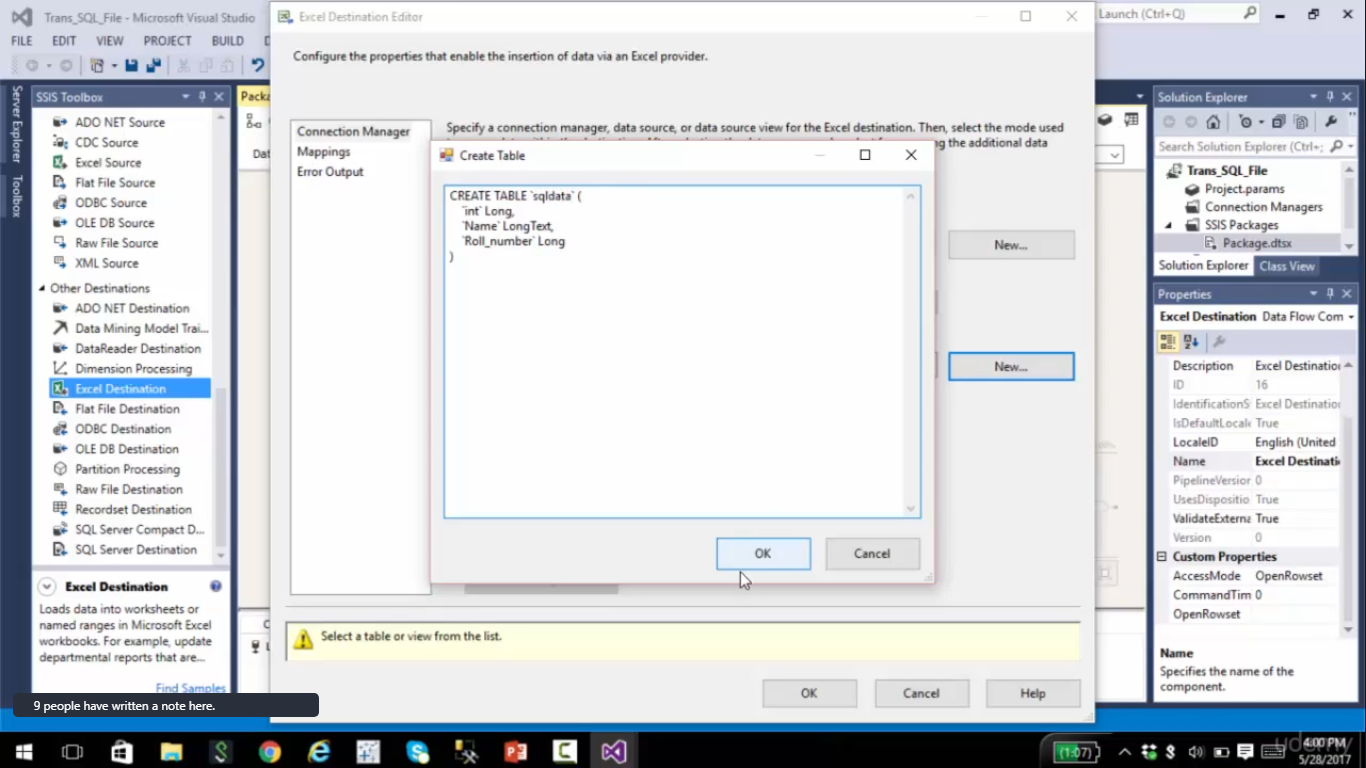 Trans_SQL_File - Microsoft Visual Studio
Excel Destination Editor
Launch (Ctrl+Q)
FILE EDIT VIEW PROJECT BUILD
Configure the properties that enable the insertion of data via an Excel provider.
Server Explorer
Toolbox
SSIS Toolbox
ADO NET Source
CDC Source
Excel Source
Flat File Source
ODBC Source
OLE DB Source
Raw File Source
XML Source
Other Destinations
ADO NET Destination
Data Mining Model Trai...
DataReader Destination
Dimension Processing
Excel Destination
Flat File Destination
ODBC Destination
OLE DB Destination
Partition Processing
Raw File Destination
Recordset Destination
SQL Server Compact D...
SQL Server Destination
Excel Destination
Loads data into worksheets or
named ranges in Microsoft Excel
workbooks. For example, update
departmental reports that are...
Find Samples
9 people have written a note here.
Connection Manager
Mappings
Error Output
Specify a connection manager, data source, or data source view for the Excel destination. Then, select the mode used
the additional data
Create Table
CREATE TABLE `sqldata` (
`int` Long,
`Name` LongText,
`Roll_number` Long
)
OK Cancel
New...
New...
Select a table or view from the list.
OK Cancel Help
Solution Explorer
Search Solution Explorer (Ctrl+;
Trans_SQL_File
Project.params
Connection Managers
SSIS Packages
Package.dtsx
Solution Explorer Class View
Properties
Excel Destination Data Flow Com
Description Excel Destination
ID 16
IdentificationS Excel Destination
IsDefaultLocale True
LocaleID English (United
Name Excel Destinati
PipelineVersior 0
UsesDispositio True
ValidateExterna True
Version 0
Custom Properties
AccessMode OpenRowset
CommandTim 0
OpenRowset
Name
Specifies the name of the
component.
(1:07)
4:00 PM
5/28/2017
udemy